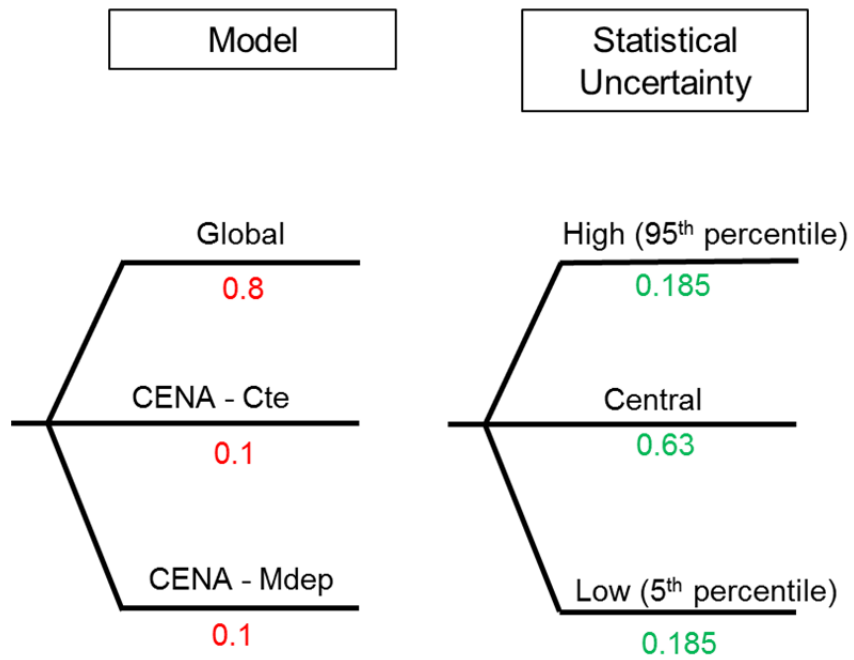 Model
Statistical
Uncertainty
Global
0.8
CENA - Cte
0.1
CENA - Mdep
0.1
High (95th percentile)
0.185
Central
0.63
Low (5th percentile)
0.185